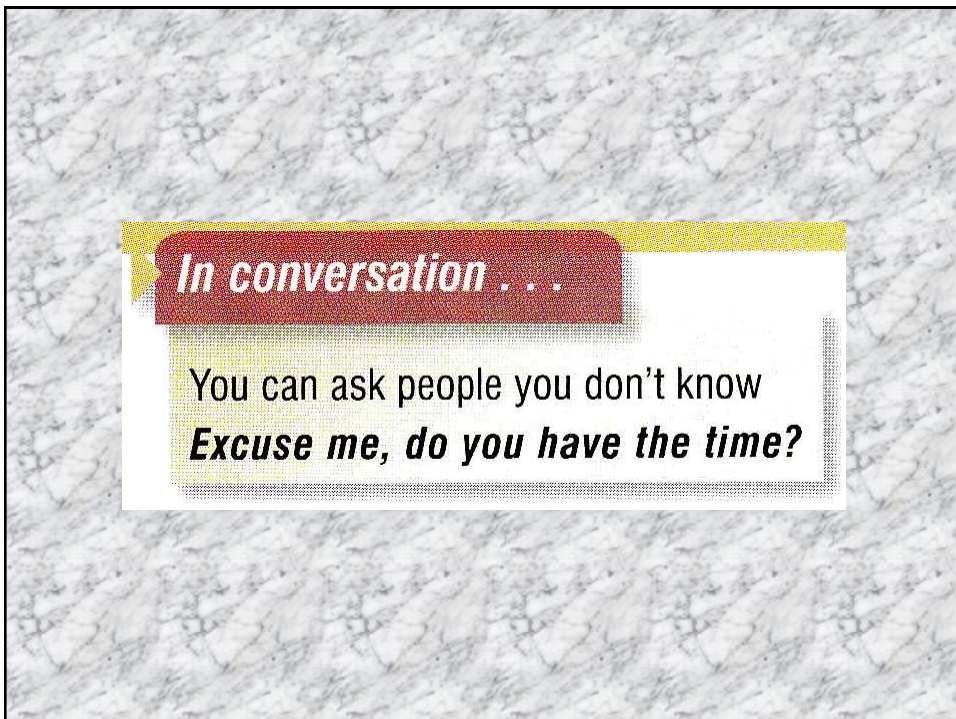 In conversation . . .
You can ask people you don't know
Excuse me, do you have the time?